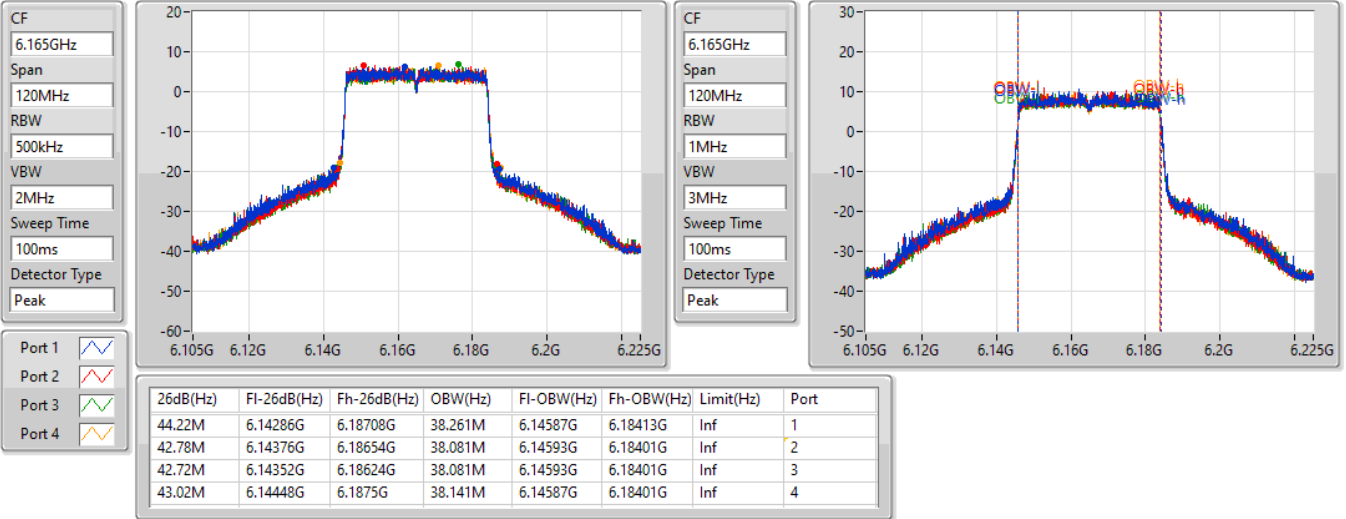 CF
6.165GHz
Span
120MHz
RBW
500kHz
VBW
2MHz
Sweep Time
100ms
Detector Type
Peak
20
10
0
-10
-20
-30
-40
-50
-60
6.105G 6.12G 6.14G 6.16G 6.18G 6.2G 6.225G
CF
6.165GHz
Span
120MHz
RBW
1MHz
VBW
3MHz
Sweep Time
100ms
Detector Type
Peak
30
20
10
0
-10
-20
-30
-40
-50
OBW-l OBW-h
6.105G 6.12G 6.14G 6.16G 6.18G 6.2G 6.225G
Port 1
Port 2
Port 3
Port 4
26dB(Hz) Fl-26dB(Hz) Fh-26dB(Hz) OBW(Hz) Fl-OBW(Hz) Fh-OBW(Hz) Limit(Hz) Port
44.22M 6.14286G 6.18708G 38.261M 6.14587G 6.18413G Inf 1
42.78M 6.14376G 6.18654G 38.081M 6.14593G 6.18401G Inf 2
42.72M 6.14352G 6.18624G 38.081M 6.14593G 6.18401G Inf 3
43.02M 6.14448G 6.1875G 38.141M 6.14587G 6.18401G Inf 4